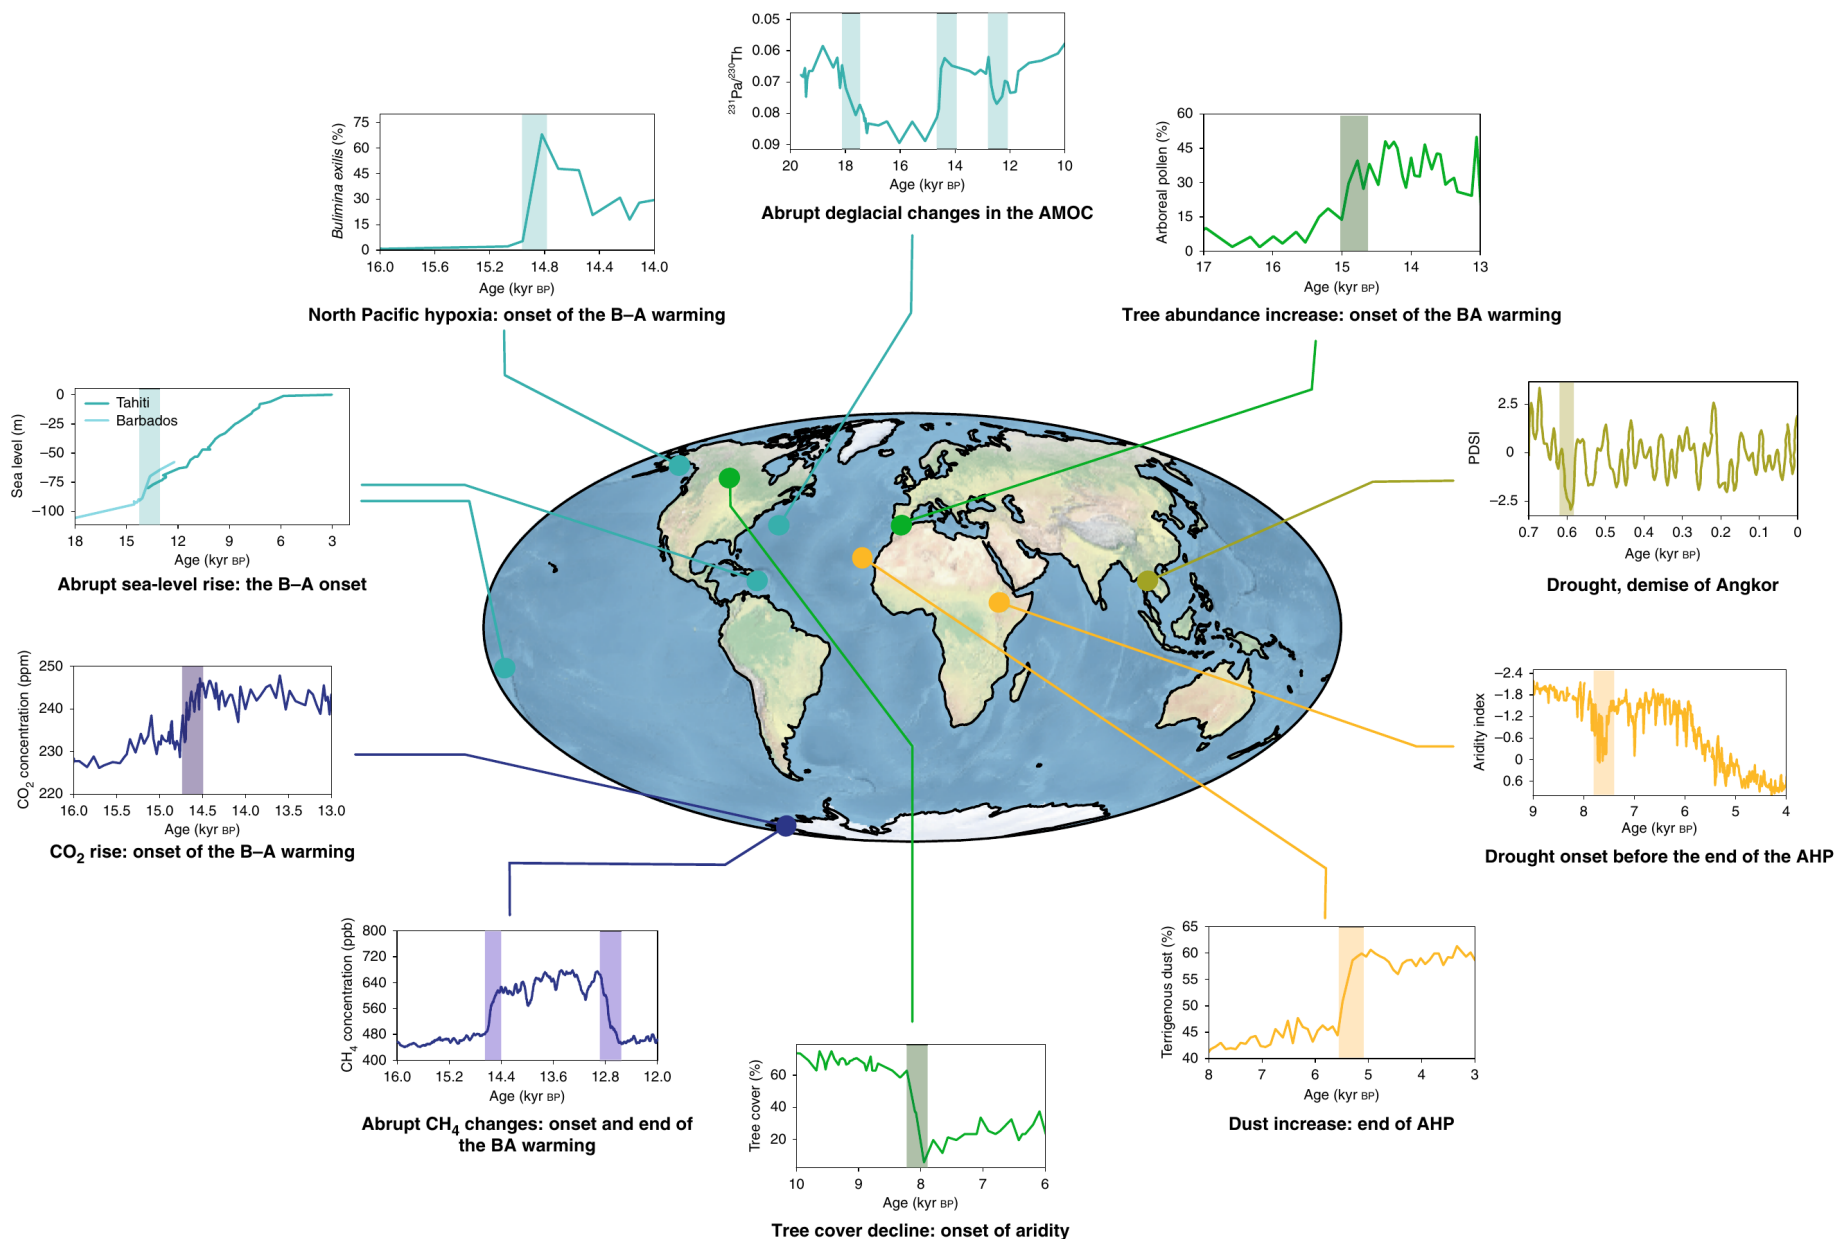 0.05
0.06
0.07
0.08
0.09
²³¹Pa/²³⁰Th
20 18 16 14 12 10
Age (kyr BP)
Abrupt deglacial changes in the AMOC
75
60
45
30
15
0
Bulimina exilis (%)
16.0 15.6 15.2 14.8 14.4 14.0
Age (kyr BP)
North Pacific hypoxia: onset of the B–A warming
60
45
30
15
0
Arboreal pollen (%)
17 16 15 14 13
Age (kyr BP)
Tree abundance increase: onset of the BA warming
0
−25
−50
−75
−100
Sea level (m)
Tahiti
Barbados
18 15 12 9 6 3
Age (kyr BP)
Abrupt sea-level rise: the B–A onset
2.5
0
−2.5
PDSI
0.7 0.6 0.5 0.4 0.3 0.2 0.1 0
Age (kyr BP)
Drought, demise of Angkor
250
240
230
220
CO₂ concentration (ppm)
16.0 15.5 15.0 14.5 14.0 13.5 13.0
Age (kyr BP)
CO₂ rise: onset of the B–A warming
−2.4
−1.8
−1.2
−0.6
0
0.6
Aridity index
9 8 7 6 5 4
Age (kyr BP)
Drought onset before the end of the AHP
800
720
640
560
480
400
CH₄ concentration (ppb)
16.0 15.2 14.4 13.6 12.8 12.0
Age (kyr BP)
Abrupt CH₄ changes: onset and end of
the BA warming
65
60
55
50
45
40
Terrigenous dust (%)
8 7 6 5 4 3
Age (kyr BP)
Dust increase: end of AHP
60
40
20
Tree cover (%)
10 9 8 7 6
Age (kyr BP)
Tree cover decline: onset of aridity